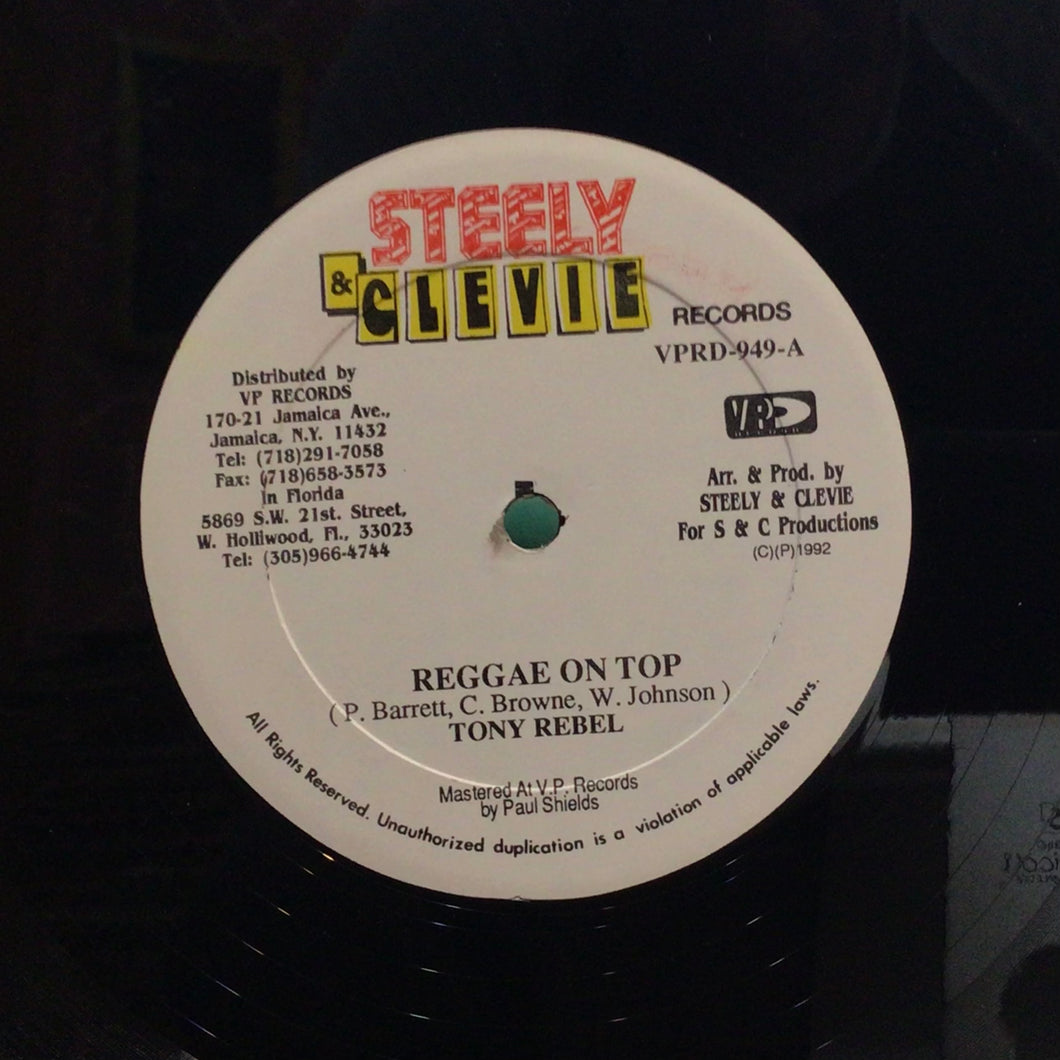 STEELY
& CLEVIE
RECORDS
VPRD-949-A
Distributed by
VP RECORDS
170-21 Jamaica Ave.,
Jamaica, N.Y. 11432
Tel: (718)291-7058
Fax: (718)658-3573
In Florida
5869 S.W. 21st. Street,
W. Holliwood, Fl., 33023
Tel: (305)966-4744
VP
RECORDS
Arr. & Prod. by
STEELY & CLEVIE
For S & C Productions
(C)(P)1992
REGGAE ON TOP
( P. Barrett, C. Browne, W. Johnson )
TONY REBEL
Mastered At V.P. Records
by Paul Shields
All Rights Reserved. Unauthorized duplication is a violation of applicable laws.